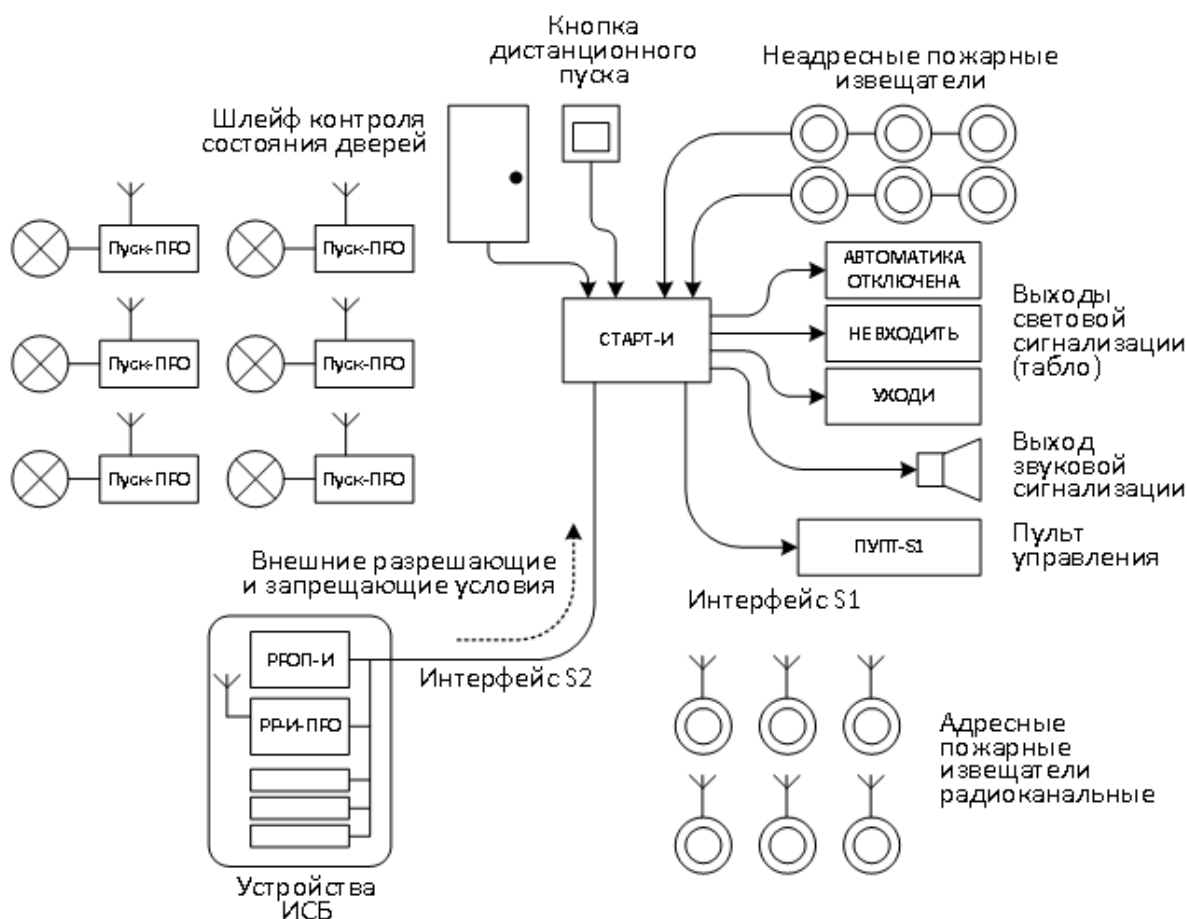 Кнопка
дистанционного
пуска
Неадресные пожарные
извещатели
Шлейф контроля
состояния дверей
Пуск-ПРО
Пуск-ПРО
АВТОМАТИКА
ОТКЛЮЧЕНА
Выходы
световой
сигнализации
(табло)
СТАРТ-И
НЕ ВХОДИТЬ
Пуск-ПРО
Пуск-ПРО
УХОДИ
Пуск-ПРО
Пуск-ПРО
Выход
звуковой
сигнализации
ПУПТ-S1
Пульт
управления
Внешние разрешающие
и запрещающие условия
Интерфейс S1
РРОП-И
Интерфейс S2
РР-И-ПРО
Адресные
пожарные
извещатели
радиоканальные
Устройства
ИСБ